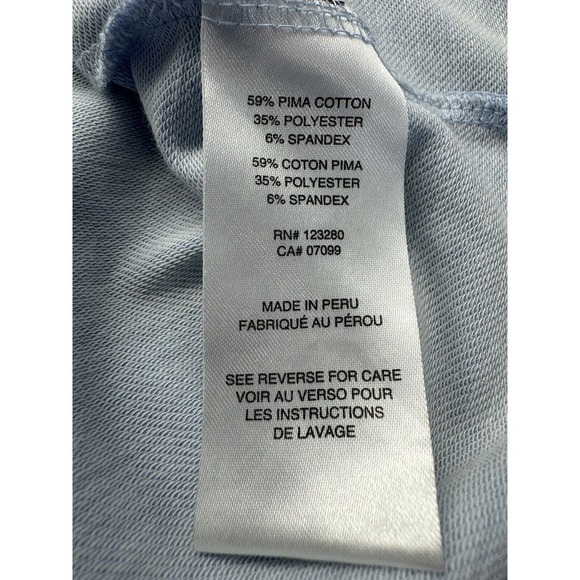 59% PIMA COTTON
35% POLYESTER
6% SPANDEX
59% COTON PIMA
35% POLYESTER
6% SPANDEX
RN# 123280
CA# 07099
MADE IN PERU
FABRIQUÉ AU PÉROU
SEE REVERSE FOR CARE
VOIR AU VERSO POUR
LES INSTRUCTIONS
DE LAVAGE